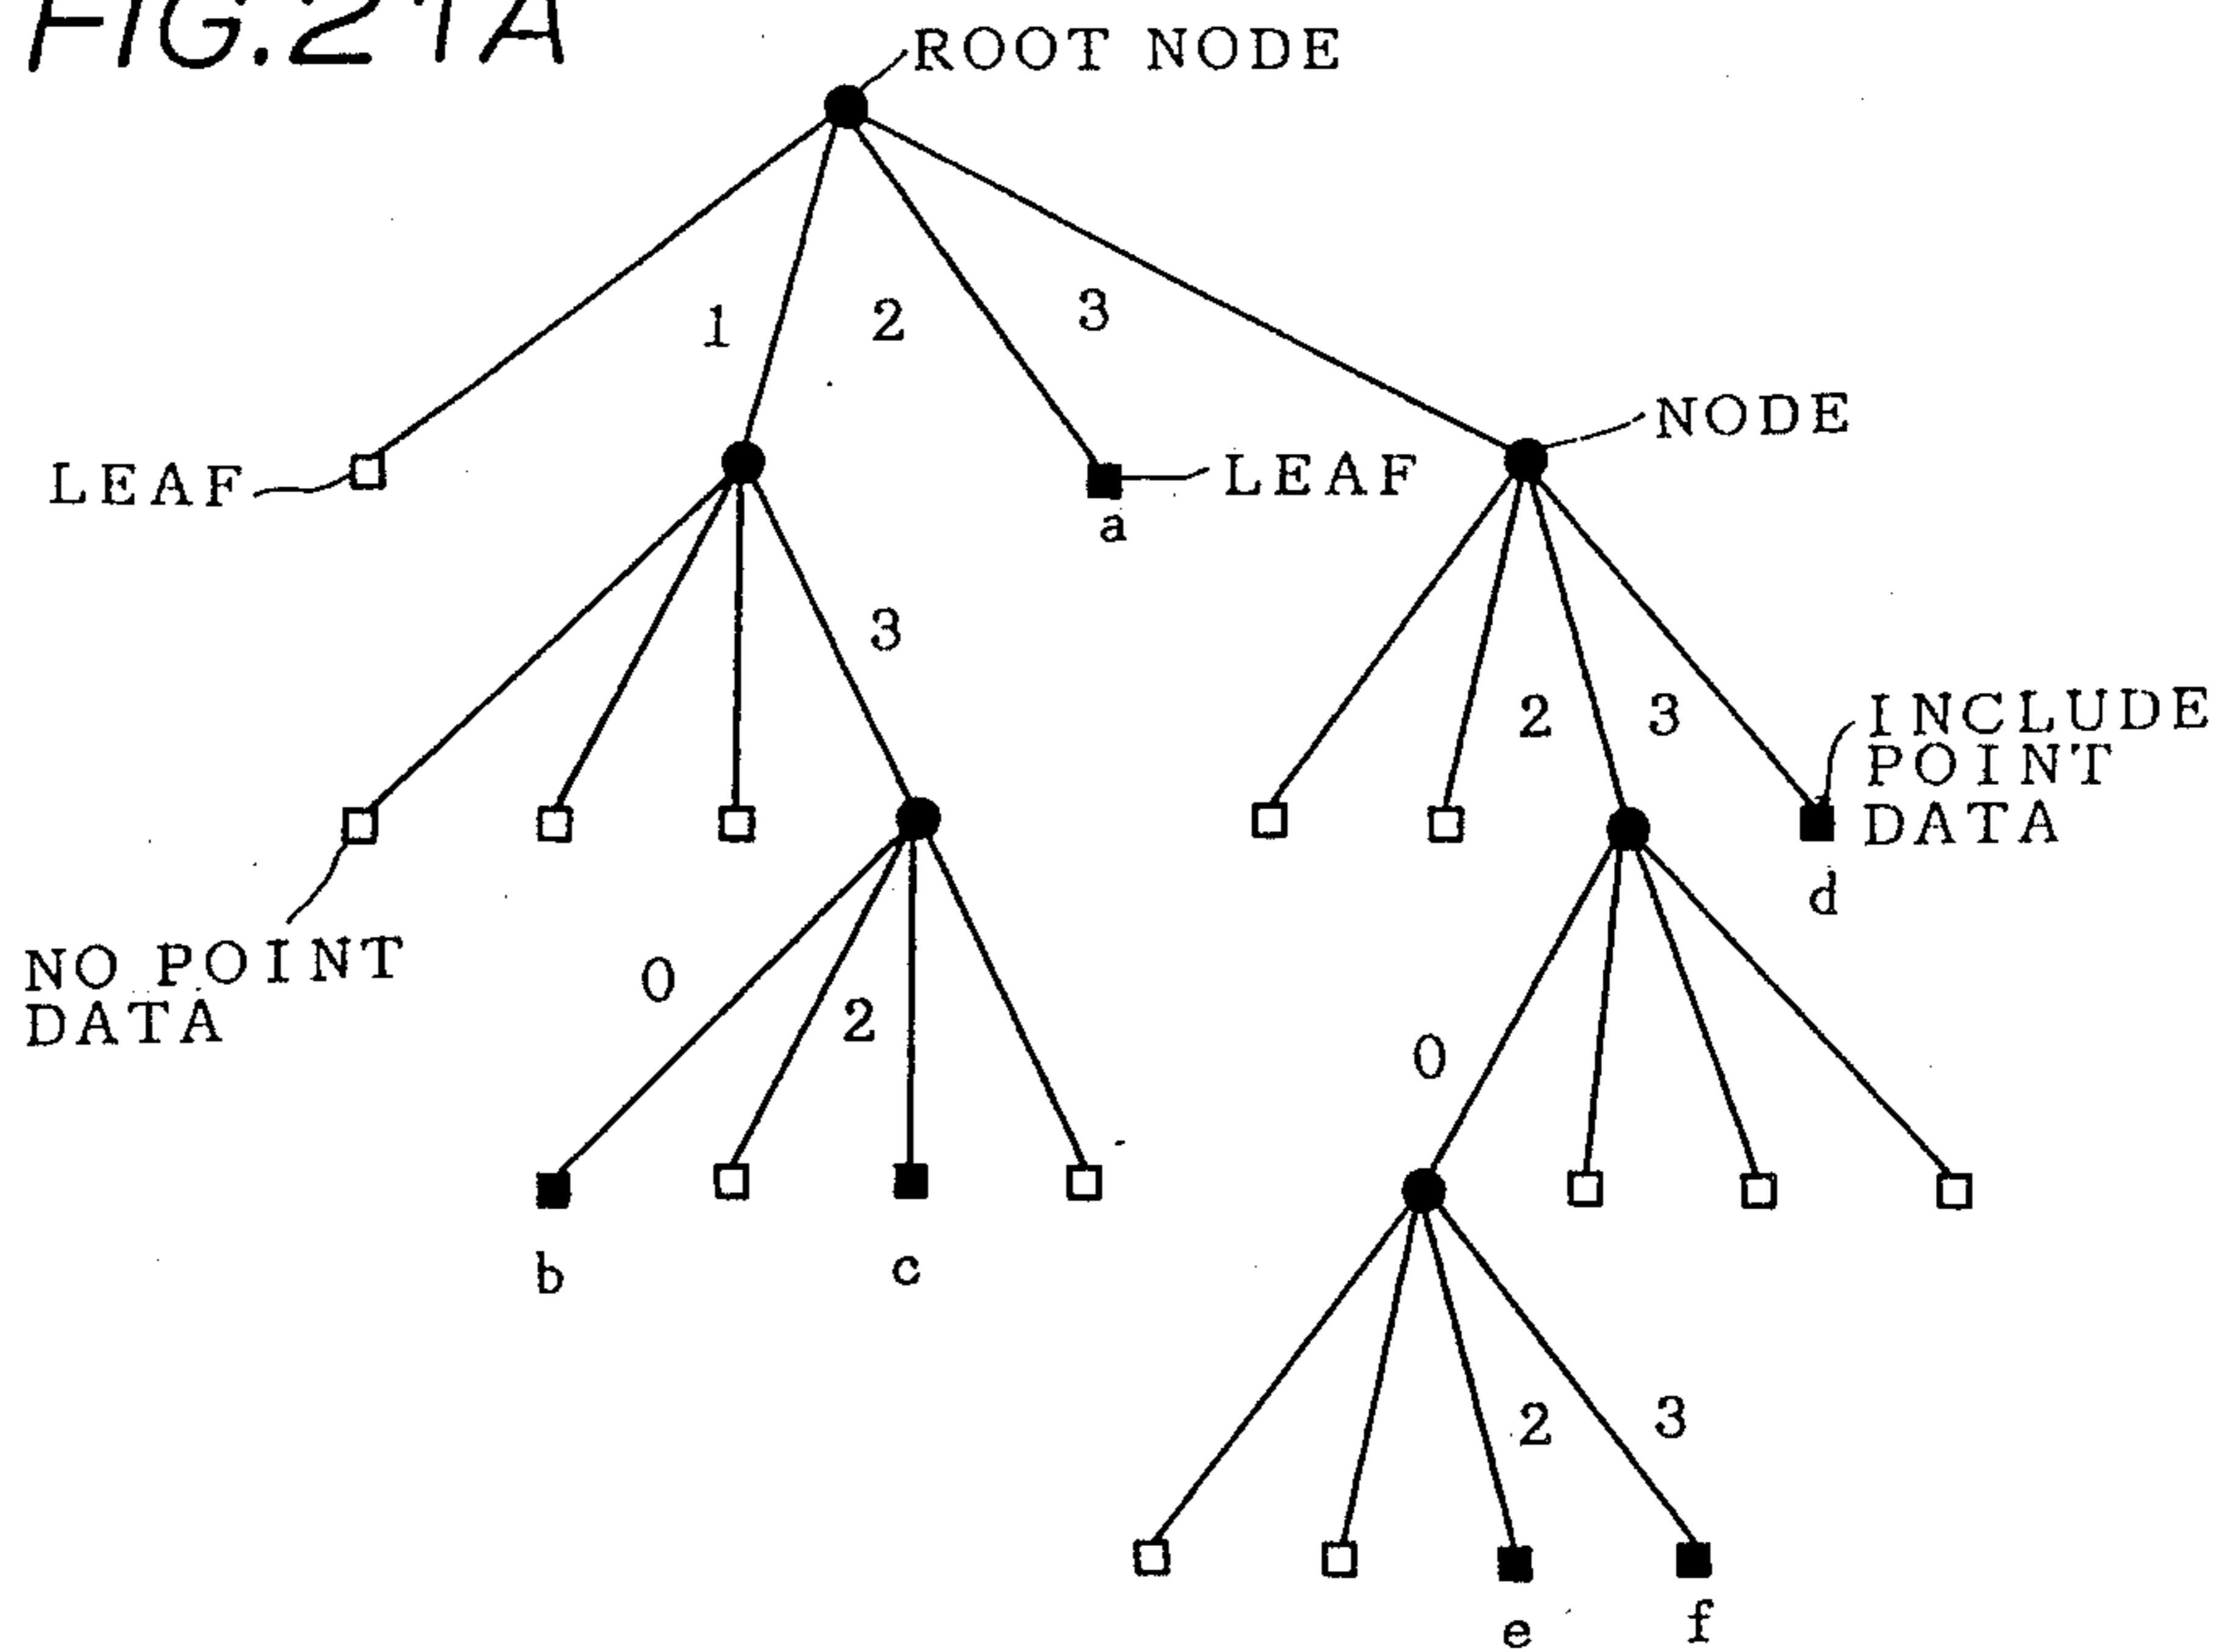 FIG.21A
ROOT NODE
1
2
3
NODE
LEAF
LEAF
a
3
2
3
INCLUDE
POINT
DATA
d
NO POINT
DATA
0
2
0
b
c
2
3
e
f